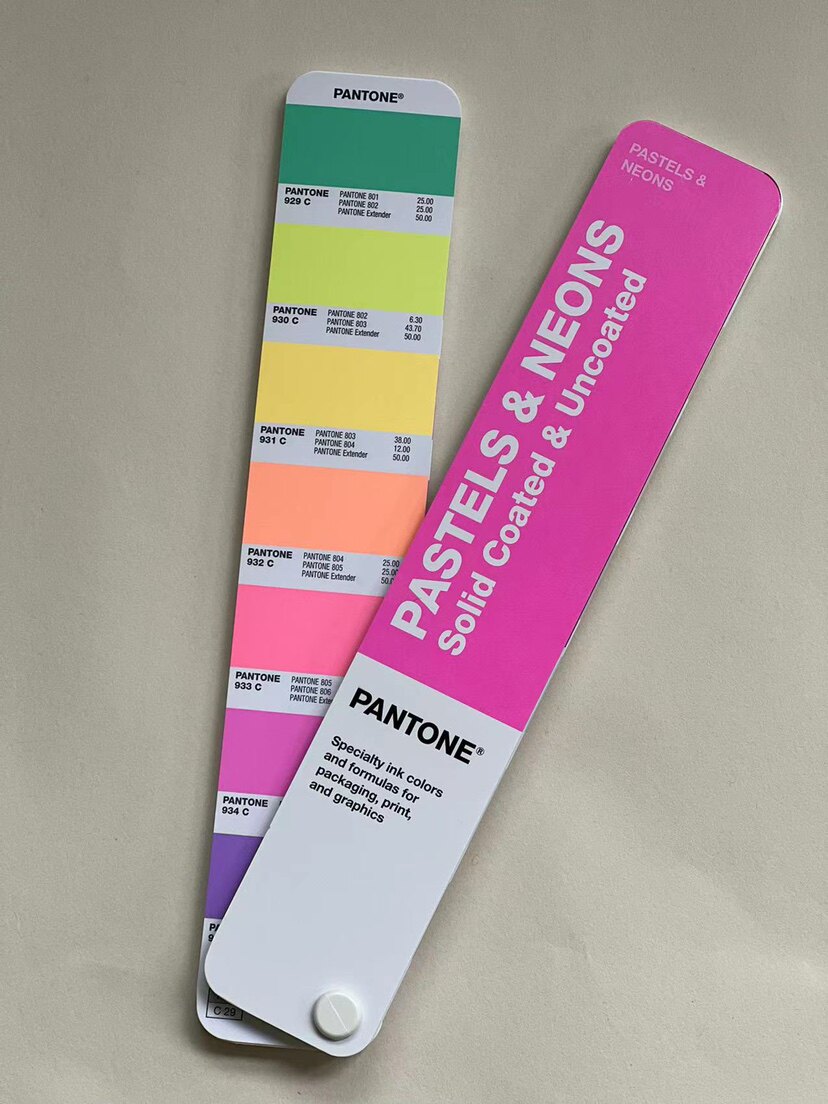 PANTONE®
PANTONE
929 C
PANTONE 801 25.00
PANTONE 802 25.00
PANTONE Extender 50.00
PANTONE
930 C
PANTONE 802 6.30
PANTONE 803 43.70
PANTONE Extender 50.00
PANTONE
931 C
PANTONE 803 38.00
PANTONE 804 12.00
PANTONE Extender 50.00
PANTONE
932 C
PANTONE 804 25.00
PANTONE 805 25.00
PANTONE Extender 50.0
PANTONE
933 C
PANTONE 805
PANTONE 806
PANTONE Exte
PANTONE
934 C
P
9
C 29
PASTELS &
NEONS
PASTELS & NEONS
Solid Coated & Uncoated
PANTONE®
Specialty ink colors
and formulas for
packaging, print,
and graphics